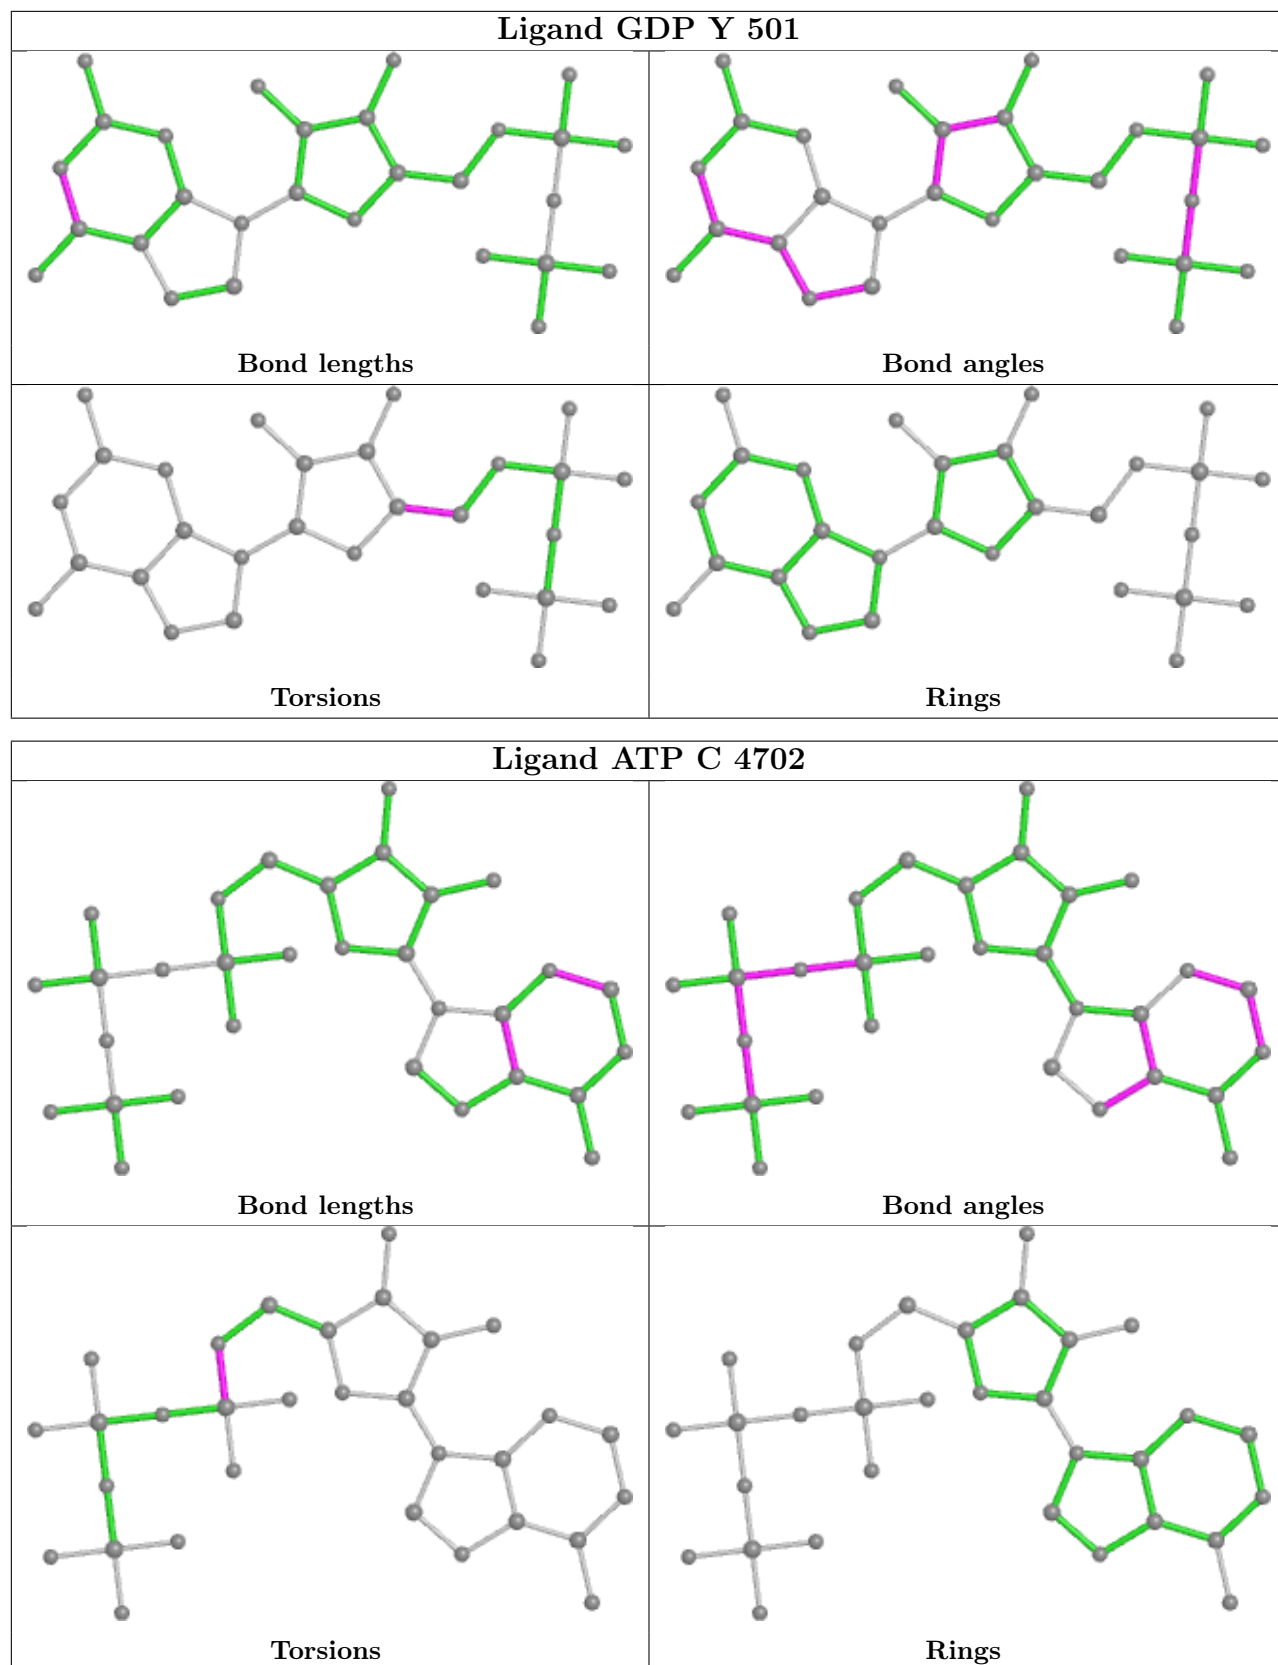 Ligand GDP Y 501
Bond lengths
Bond angles
Torsions
Rings
Ligand ATP C 4702
Bond lengths
Bond angles
Torsions
Rings